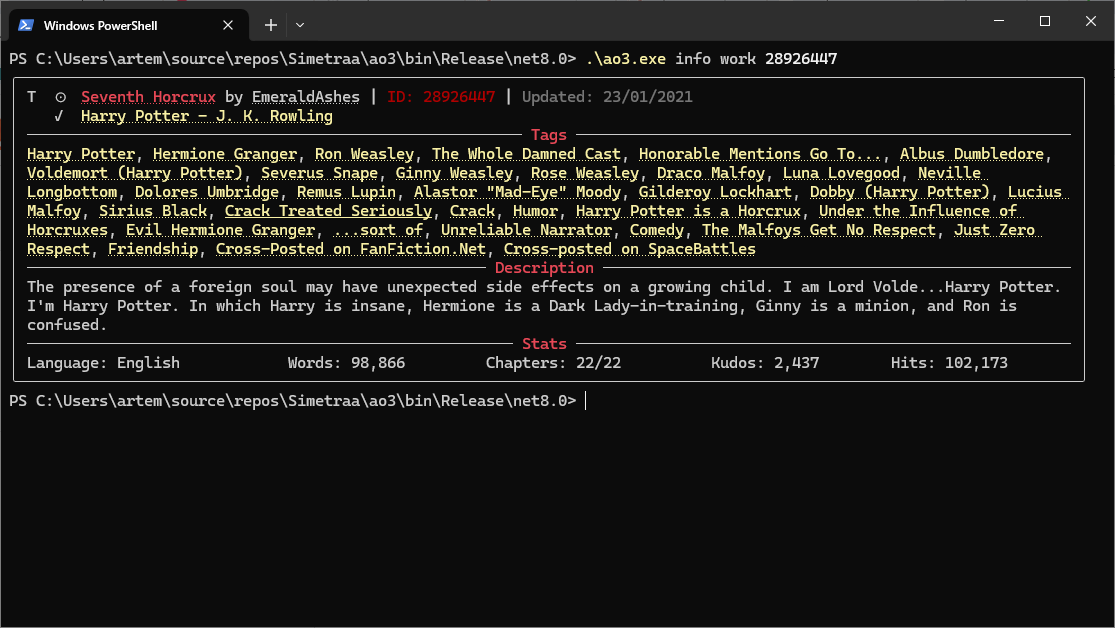 Windows PowerShell
PS C:\Users\artem\source\repos\Simetraa\ao3\bin\Release\net8.0> .\ao3.exe info work 28926447
T ⊙ Seventh Horcrux by EmeraldAshes | ID: 28926447 | Updated: 23/01/2021
√ Harry Potter - J. K. Rowling
Tags
Harry Potter, Hermione Granger, Ron Weasley, The Whole Damned Cast, Honorable Mentions Go To..., Albus Dumbledore,
Voldemort (Harry Potter), Severus Snape, Ginny Weasley, Rose Weasley, Draco Malfoy, Luna Lovegood, Neville
Longbottom, Dolores Umbridge, Remus Lupin, Alastor "Mad-Eye" Moody, Gilderoy Lockhart, Dobby (Harry Potter), Lucius
Malfoy, Sirius Black, Crack Treated Seriously, Crack, Humor, Harry Potter is a Horcrux, Under the Influence of
Horcruxes, Evil Hermione Granger, ...sort of, Unreliable Narrator, Comedy, The Malfoys Get No Respect, Just Zero
Respect, Friendship, Cross-Posted on FanFiction.Net, Cross-posted on SpaceBattles
Description
The presence of a foreign soul may have unexpected side effects on a growing child. I am Lord Volde...Harry Potter.
I'm Harry Potter. In which Harry is insane, Hermione is a Dark Lady-in-training, Ginny is a minion, and Ron is
confused.
Stats
Language: English Words: 98,866 Chapters: 22/22 Kudos: 2,437 Hits: 102,173
PS C:\Users\artem\source\repos\Simetraa\ao3\bin\Release\net8.0>